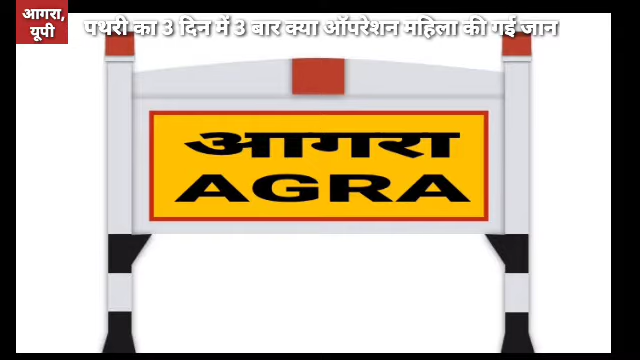 आगरा,
यूपी
पथरी का 3 दिन में 3 बार क्या ऑपरेशन महिला की गई जान
आगरा
AGRA